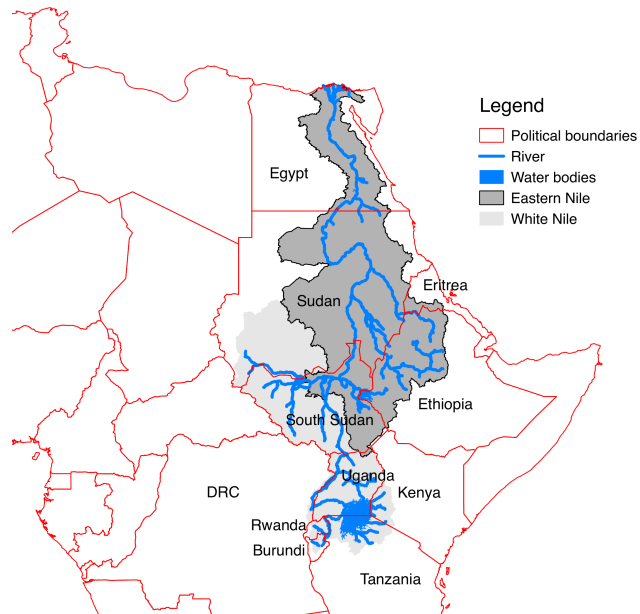 Legend
Political boundaries
River
Water bodies
Eastern Nile
White Nile
Egypt
Eritrea
Sudan
Ethiopia
South Sudan
Uganda
DRC
Kenya
Rwanda
Burundi
Tanzania